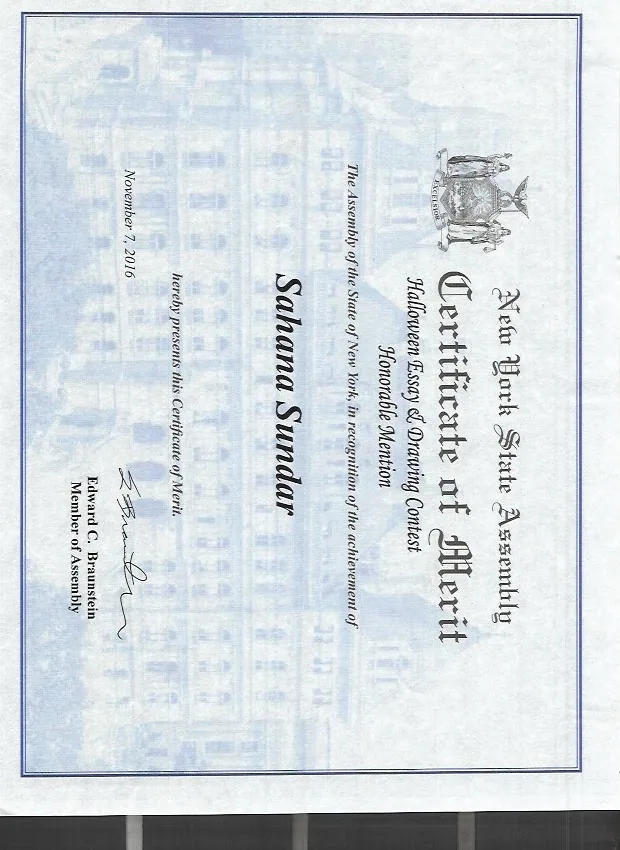 New York State Assembly
Certificate of Merit
Halloween Essay & Drawing Contest
Honorable Mention
The Assembly of the State of New York, in recognition of the achievement of
Sahana Sundar
hereby presents this Certificate of Merit.
November 7, 2016
Edward C. Braunstein
Member of Assembly
EXCELSIOR